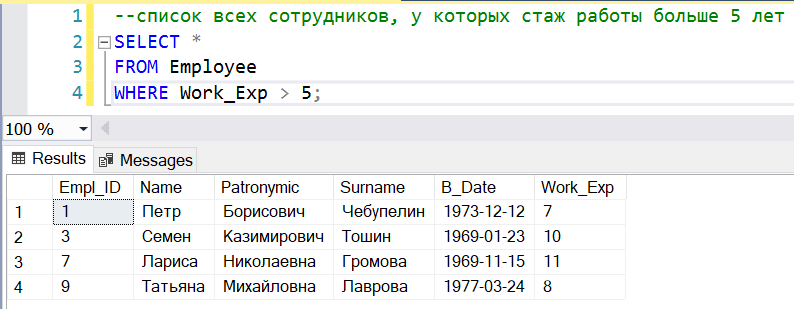 1 --список всех сотрудников, у которых стаж работы больше 5 лет
2 SELECT *
3 FROM Employee
4 WHERE Work_Exp > 5;
100 %
Results Messages
Empl_ID Name Patronymic Surname B_Date Work_Exp
1 1 Петр Борисович Чебупелин 1973-12-12 7
2 3 Семен Казимирович Тошин 1969-01-23 10
3 7 Лариса Николаевна Громова 1969-11-15 11
4 9 Татьяна Михайловна Лаврова 1977-03-24 8